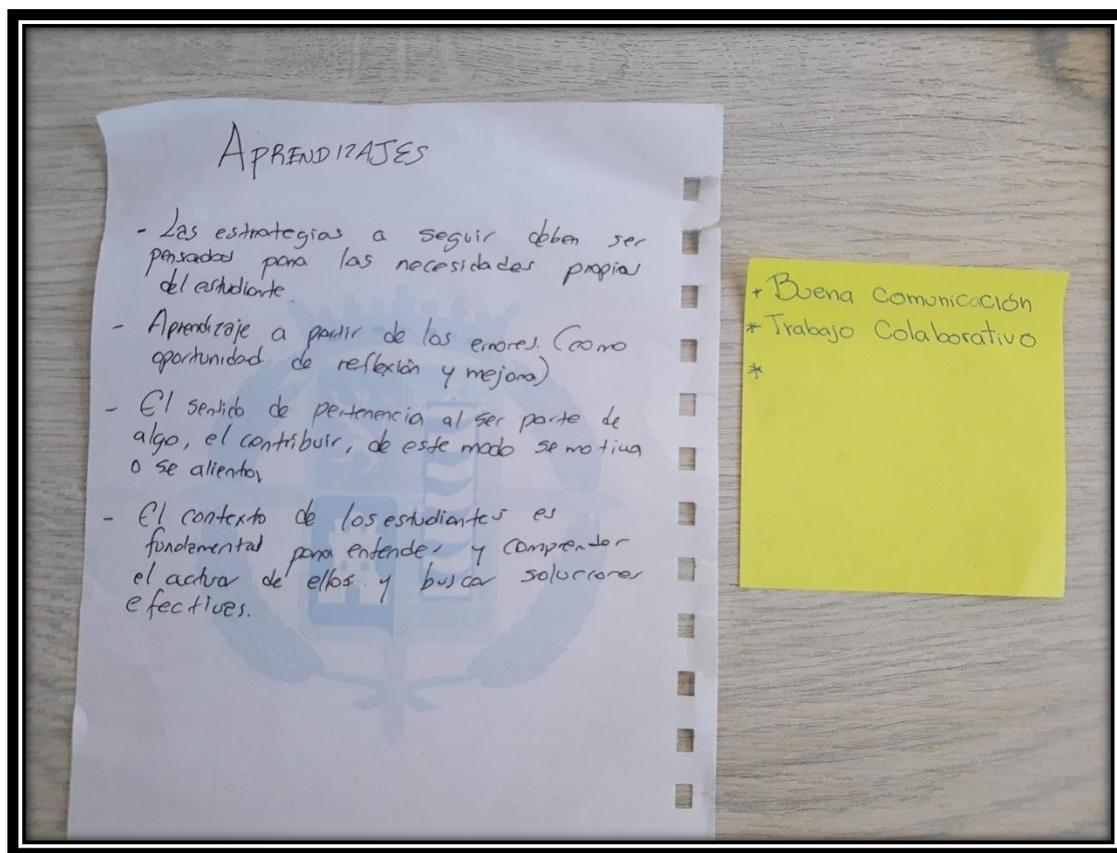 APRENDIZAJES
- Las estrategias a seguir deben ser
pensadas para las necesidades propias
del estudiante.
- Aprendizaje a partir de los errores. (como
oportunidad de reflexión y mejora)
- El sentido de pertenencia al ser parte de
algo, el contribuir, de este modo se motiva
o se alienta,
- El contexto de los estudiantes es
fundamental para entender y comprender
el actuar de ellos y buscar soluciones
efectivas.
* Buena Comunicación
* Trabajo Colaborativo
*